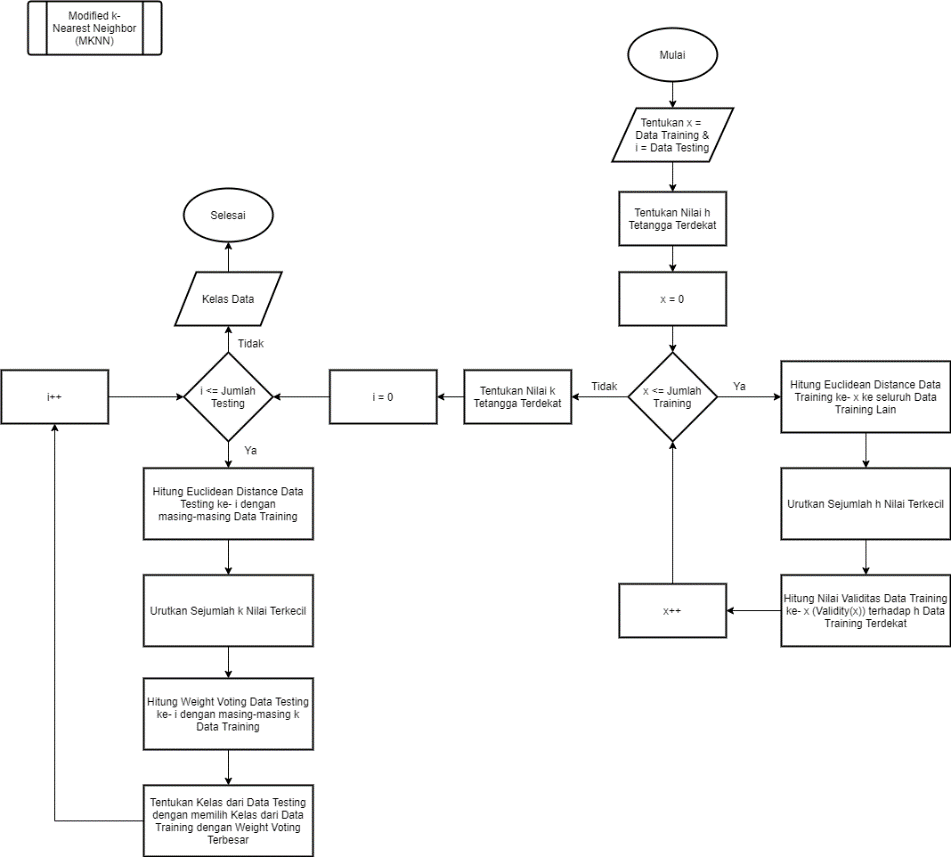 Modified k-
Nearest Neighbor
(MKNN)
Mulai
Tentukan x =
Data Training &
i = Data Testing
Tentukan Nilai h
Tetangga Terdekat
x = 0
x <= Jumlah
Training
Ya
Hitung Euclidean Distance Data
Training ke- x ke seluruh Data
Training Lain
Urutkan Sejumlah h Nilai Terkecil
Hitung Nilai Validitas Data Training
ke- x (Validity(x)) terhadap h Data
Training Terdekat
x++
Tidak
Tentukan Nilai k
Tetangga Terdekat
i = 0
i <= Jumlah
Testing
Ya
Hitung Euclidean Distance Data
Testing ke- i dengan
masing-masing Data Training
Urutkan Sejumlah k Nilai Terkecil
Hitung Weight Voting Data Testing
ke- i dengan masing-masing k
Data Training
Tentukan Kelas dari Data Testing
dengan memilih Kelas dari Data
Training dengan Weight Voting
Terbesar
i++
Tidak
Kelas Data
Selesai